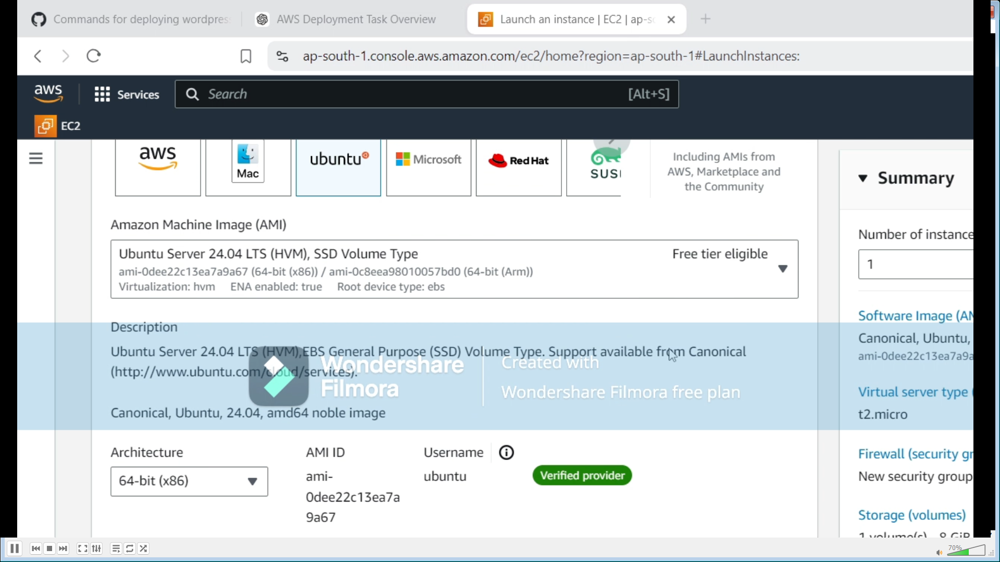 Commands for deploying wordpres
AWS Deployment Task Overview
Launch an instance | EC2 | ap-s
ap-south-1.console.aws.amazon.com/ec2/home?region=ap-south-1#LaunchInstances:
aws
Services
Search
[Alt+S]
EC2
aws
Mac
ubuntu
Microsoft
Red Hat
SUS
Including AMIs from
AWS, Marketplace and
the Community
Summary
Amazon Machine Image (AMI)
Ubuntu Server 24.04 LTS (HVM), SSD Volume Type
Free tier eligible
ami-0dee22c13ea7a9a67 (64-bit (x86)) / ami-0c8eea98010057bd0 (64-bit (Arm))
Virtualization: hvm ENA enabled: true Root device type: ebs
Number of instance
1
Description
Ubuntu Server 24.04 LTS (HVM),EBS General Purpose (SSD) Volume Type. Support available from Canonical
(http://www.ubuntu.com/cloud/services).
Canonical, Ubuntu, 24.04, amd64 noble image
Wondershare
Filmora
Created with
Wondershare Filmora free plan
Software Image (AM
Canonical, Ubuntu,
ami-0dee22c13ea7a9a
Virtual server type
t2.micro
Architecture
64-bit (x86)
AMI ID
ami-
0dee22c13ea7a
9a67
Username
ubuntu
Verified provider
Firewall (security gr
New security group
Storage (volumes)
1 volume(s) - 8 GiB
70%